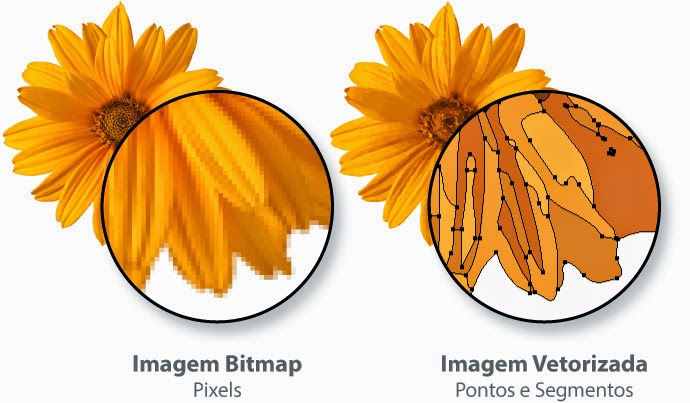 Imagem Bitmap
Pixels
Imagem Vetorizada
Pontos e Segmentos